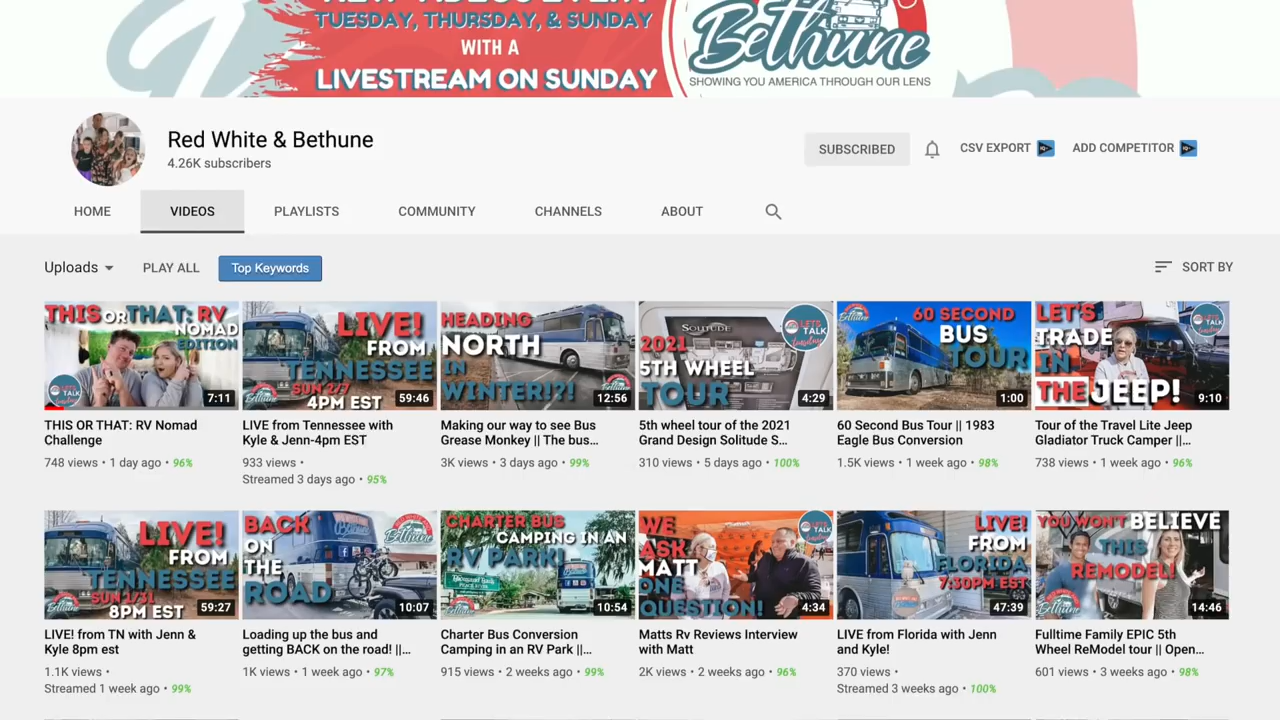 NEW VIDEOS EVERY
TUESDAY, THURSDAY, & SUNDAY
WITH A
LIVESTREAM ON SUNDAY
Bethune
SHOWING YOU AMERICA THROUGH OUR LENS
Red White & Bethune
4.26K subscribers
SUBSCRIBED
CSV EXPORT
ADD COMPETITOR
HOME
VIDEOS
PLAYLISTS
COMMUNITY
CHANNELS
ABOUT
Uploads
PLAY ALL
Top Keywords
SORT BY
THIS OR THAT: RV
NOMAD
EDITION
7:11
THIS OR THAT: RV Nomad
Challenge
748 views • 1 day ago • 96%
LIVE!
FROM
TENNESSEE
SUN 2/7
4PM EST
59:46
LIVE from Tennessee with
Kyle & Jenn-4pm EST
933 views •
Streamed 3 days ago • 95%
HEADING
NORTH
IN
WINTER!?!
12:56
Making our way to see Bus
Grease Monkey || The bus...
3K views • 3 days ago • 99%
SOLITUDE
LET'S
TALK
2021
5TH WHEEL
TOUR
4:29
5th wheel tour of the 2021
Grand Design Solitude S...
310 views • 5 days ago • 100%
60 SECOND
BUS
TOUR
1:00
60 Second Bus Tour || 1983
Eagle Bus Conversion
1.5K views • 1 week ago • 98%
LET'S
TRADE
IN
THE JEEP!
9:10
Tour of the Travel Lite Jeep
Gladiator Truck Camper ||...
738 views • 1 week ago • 96%
LIVE!
FROM
TENNESSEE
SUN 1/31
8PM EST
59:27
LIVE! from TN with Jenn &
Kyle 8pm est
1.1K views •
Streamed 1 week ago • 99%
BACK
ON
THE
ROAD
10:07
Loading up the bus and
getting BACK on the road! ||...
1K views • 1 week ago • 97%
CHARTER BUS
CAMPING IN AN
RV PARK!
10:54
Charter Bus Conversion
Camping in an RV Park ||...
915 views • 2 weeks ago • 99%
WE
ASK
MATT
ONE
QUESTION!
4:34
Matts Rv Reviews Interview
with Matt
2K views • 2 weeks ago • 96%
LIVE!
FROM
FLORIDA
7:30PM EST
47:39
LIVE from Florida with Jenn
and Kyle!
370 views •
Streamed 3 weeks ago • 100%
YOU WON'T BELIEVE
THIS
REMODEL!
14:46
Fulltime Family EPIC 5th
Wheel ReModel tour || Open...
601 views • 3 weeks ago • 98%